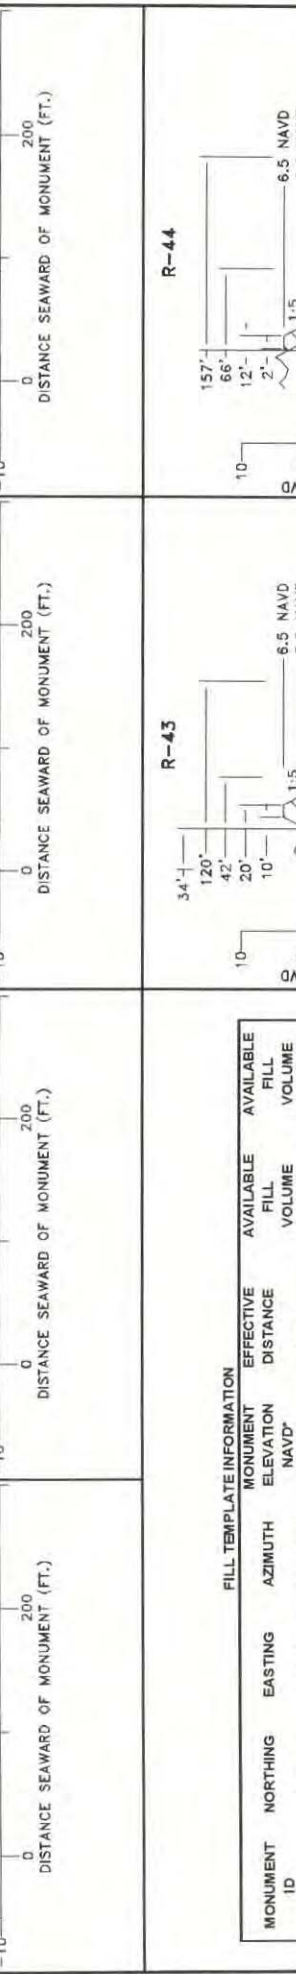 -10
0
200
DISTANCE SEAWARD OF MONUMENT (FT.)
0
200
DISTANCE SEAWARD OF MONUMENT (FT.)
0
200
DISTANCE SEAWARD OF MONUMENT (FT.)
-10
0
200
DISTANCE SEAWARD OF MONUMENT (FT.)
FILL TEMPLATE INFORMATION
MONUMENT ID
NORTHING
EASTING
AZIMUTH
MONUMENT ELEVATION NAVD*
EFFECTIVE DISTANCE
AVAILABLE FILL VOLUME
AVAILABLE FILL VOLUME
R-43
34'
120'
42'
20'
10'
10
6.5 NAVD
1:5
R-44
157'
66'
12'
2'
10
6.5 NAVD
1:5